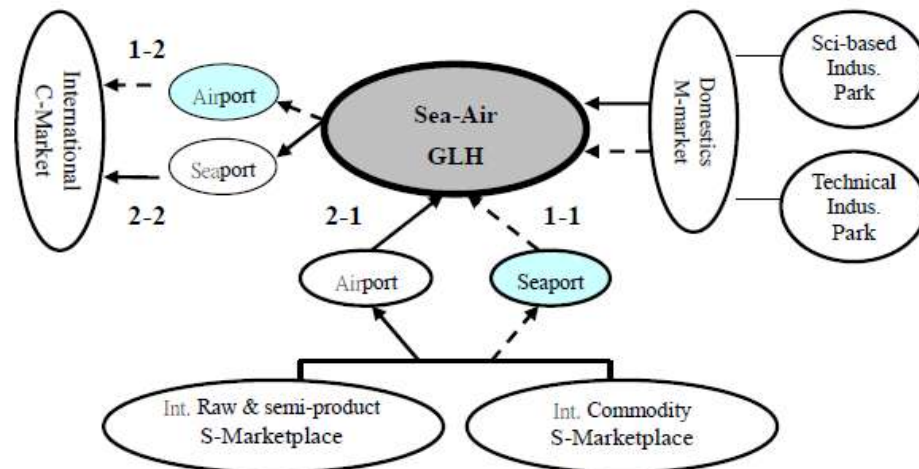 1-2
International
C-Market
Airport
Seaport
2-2
Sea-Air
GLH
Domestics
M-market
Sci-based
Indus.
Park
Technical
Indus.
Park
2-1
1-1
Airport
Seaport
Int. Raw & semi-product
S-Marketplace
Int. Commodity
S-Marketplace